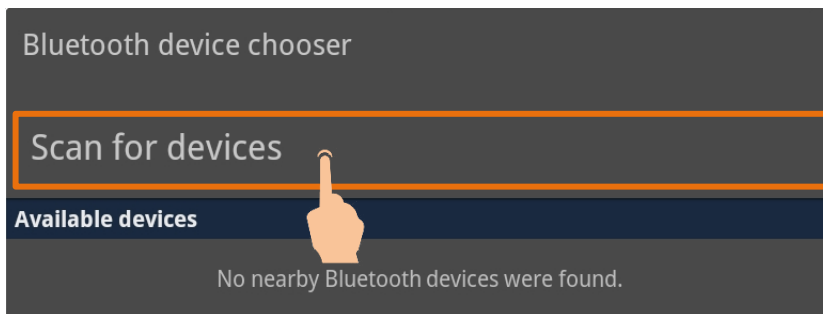 Bluetooth device chooser
Scan for devices
Available devices
No nearby Bluetooth devices were found.